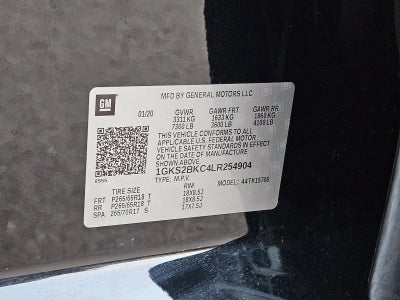 GM
MFD BY GENERAL MOTORS LLC
01/20 GVWR GAWR FRT GAWR RR
3311 KG 1633 KG 1860 KG
7300 LB 3600 LB 4100 LB
THIS VEHICLE CONFORMS TO ALL
APPLICABLE U.S. FEDERAL MOTOR
VEHICLE SAFETY STANDARDS IN EFFECT
ON THE DATE OF MANUFACTURE SHOWN ABOVE.
1GKS2BKC4LR254904
TYPE: M.P.V. MODEL:
TIRE SIZE RIM
FRT P265/65R18 T 18X8.5J
RR P265/65R18 T 18X8.5J
SPA 265/70R17 S 17X7.5J